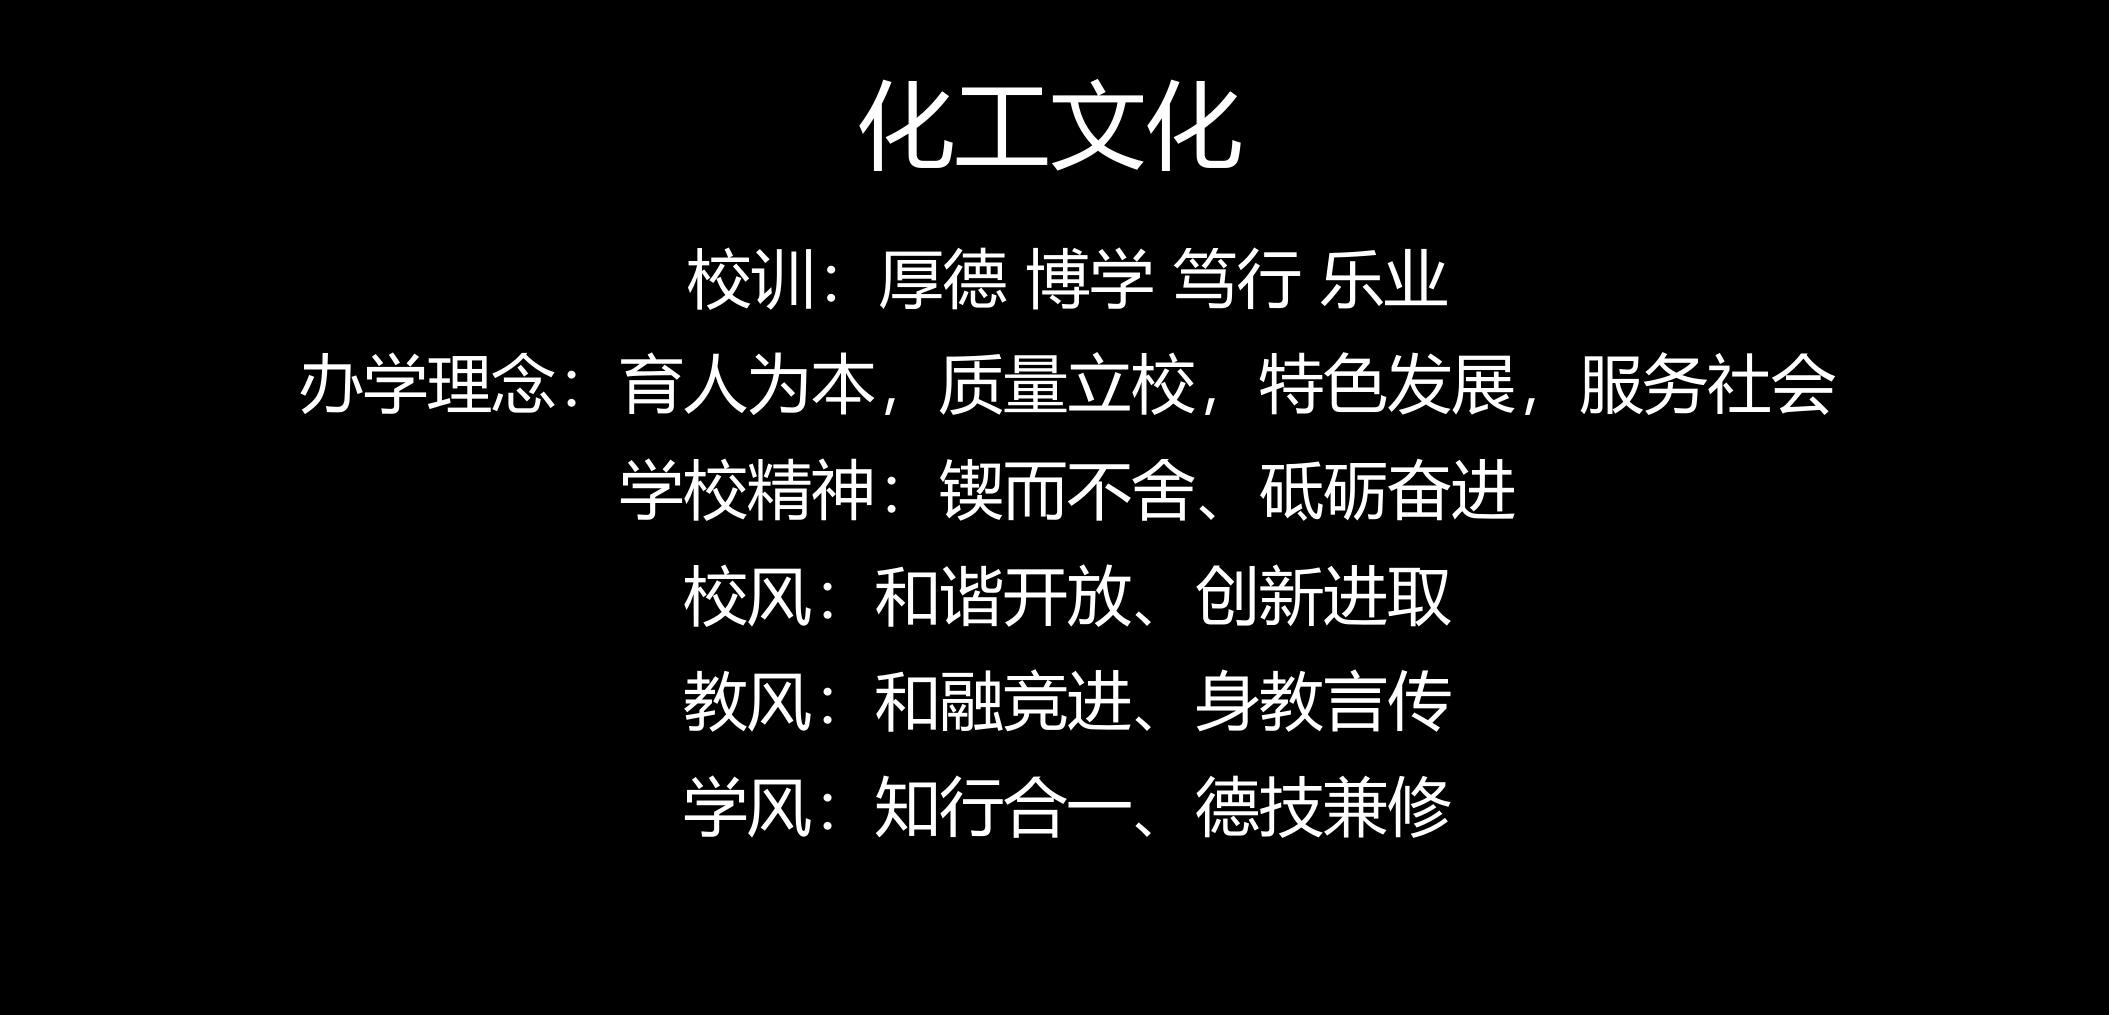 化工文化
校训：厚德 博学 笃行 乐业
办学理念：育人为本，质量立校，特色发展，服务社会
学校精神：锲而不舍、砥砺奋进
校风：和谐开放、创新进取
教风：和融竞进、身教言传
学风：知行合一、德技兼修